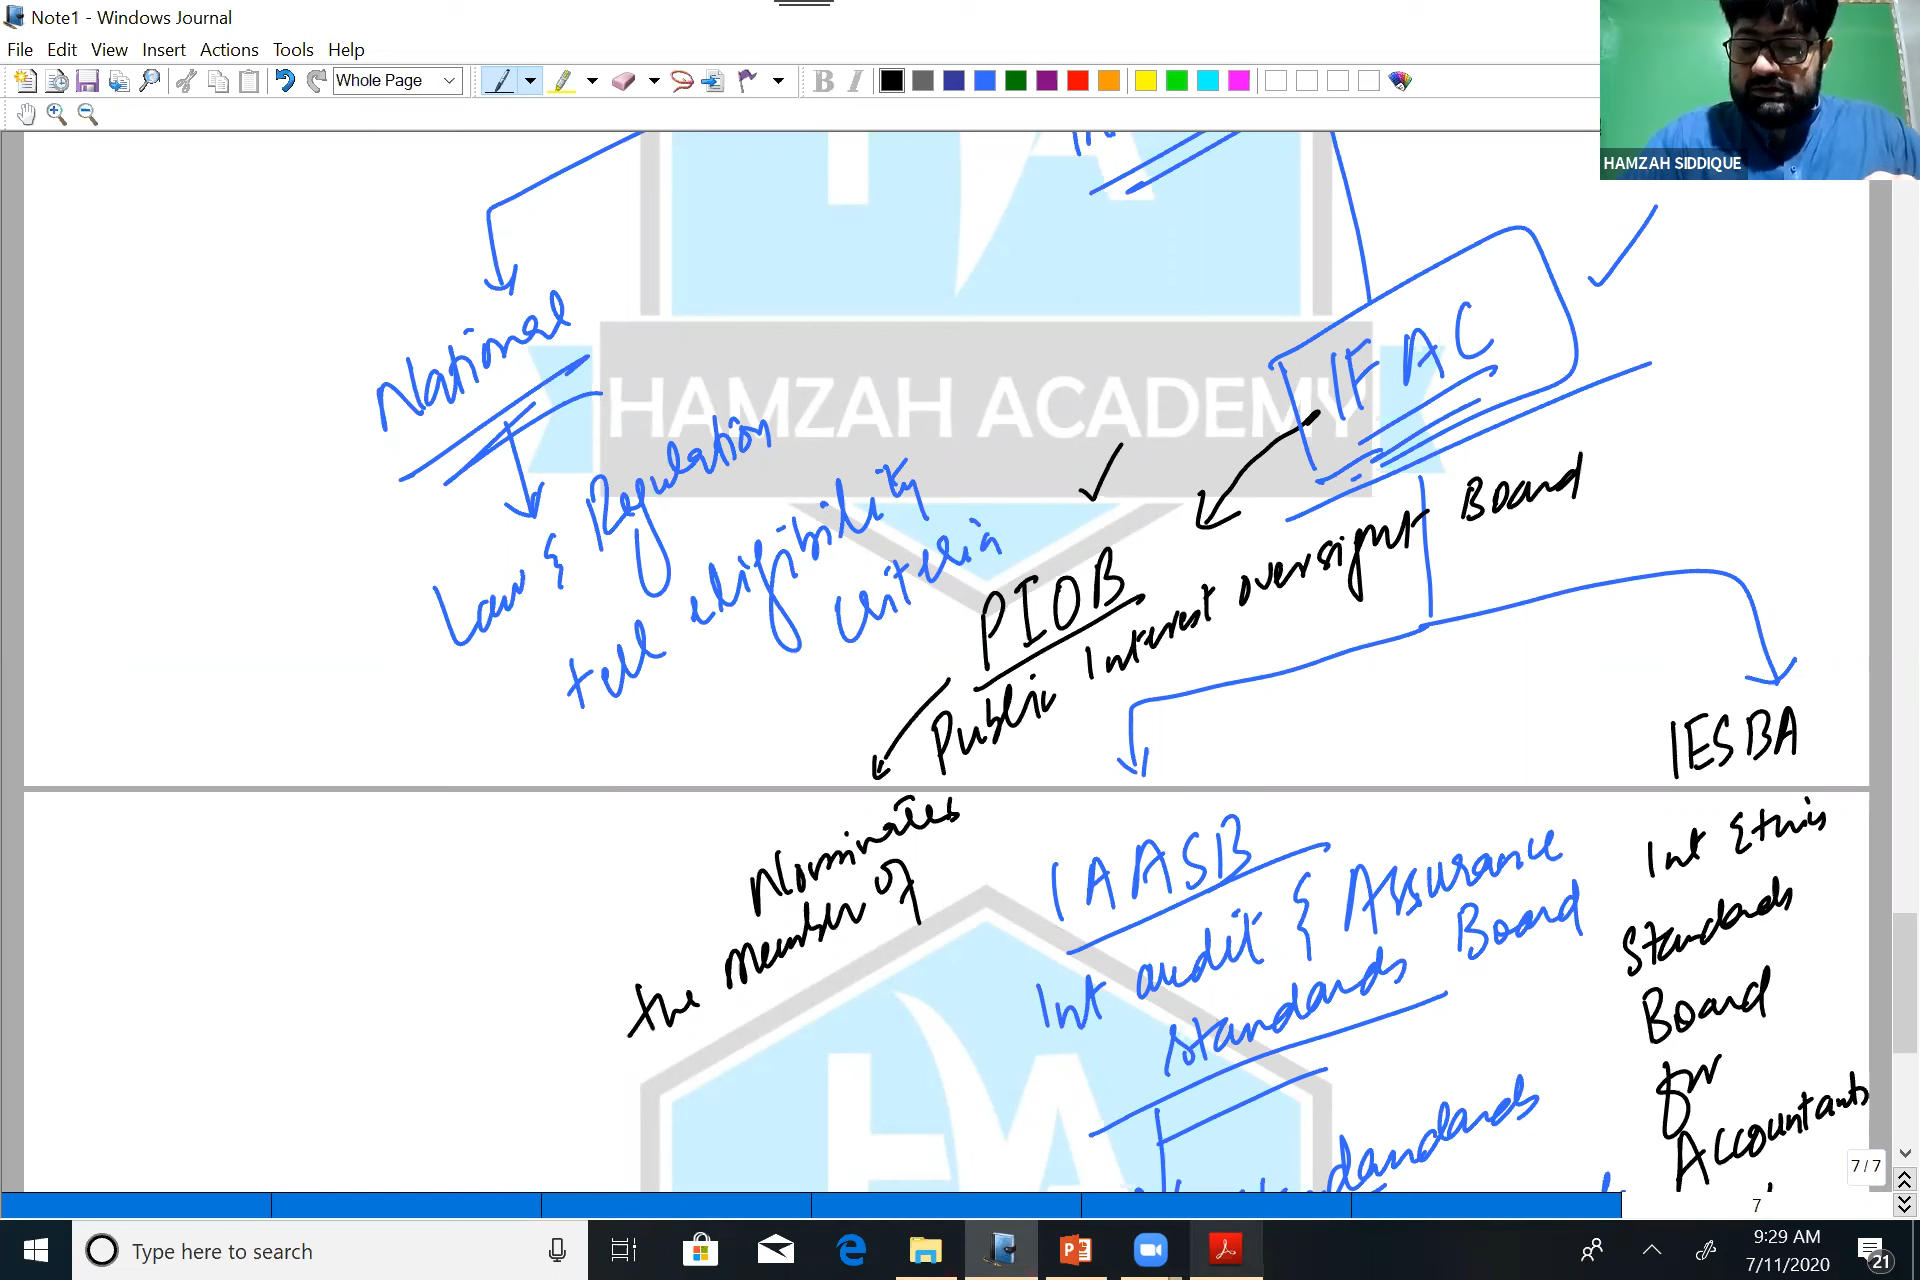 Note1 - Windows Journal
File Edit View Insert Actions Tools Help
Whole Page
B I
HAMZAH SIDDIQUE
National
IFAC
HAMZAH ACADEMY
Law & Regulation
tell eligibility
criteria
PIOB
Public Interest oversight Board
IESBA
Nominates
the member of
IAASB
Int audit & Assurance
standards Board
Int Ethics
Standards
Board
for
Accountants
standards
7 / 7
7
Type here to search
9:29 AM
7/11/2020
21